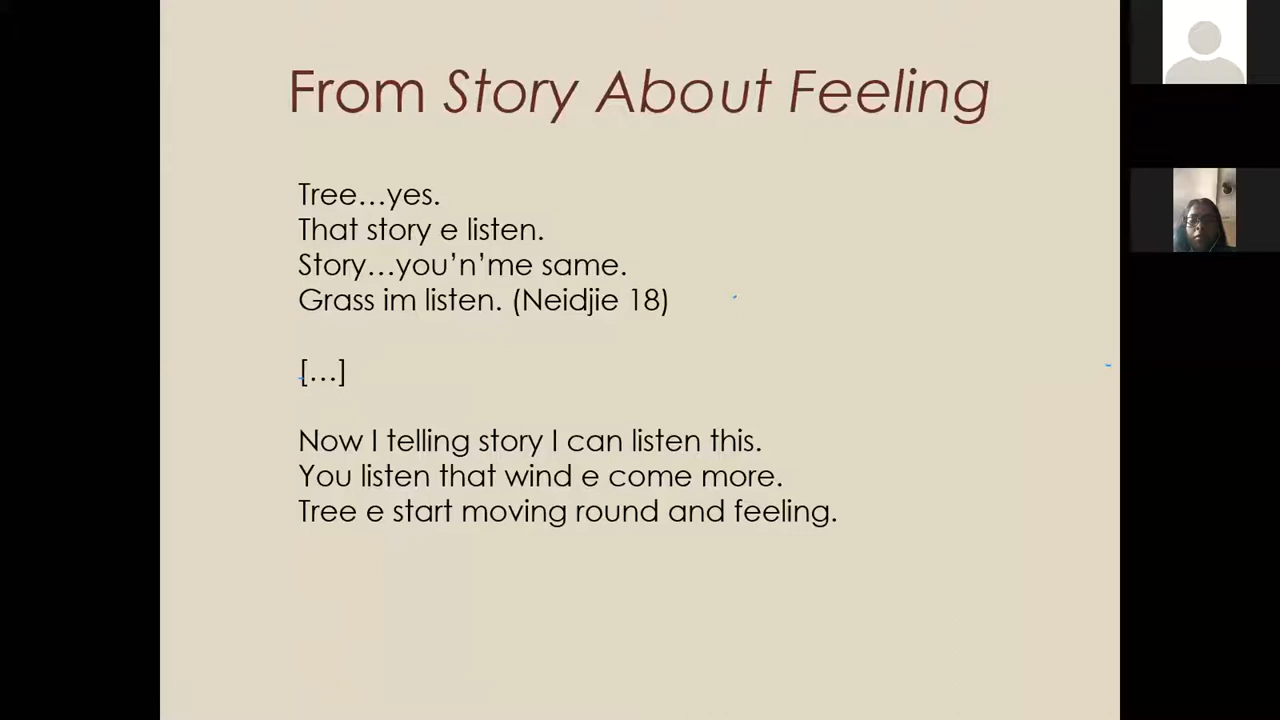 From Story About Feeling
Tree…yes.
That story e listen.
Story…you’n’me same.
Grass im listen. (Neidjie 18)
[…]
Now I telling story I can listen this.
You listen that wind e come more.
Tree e start moving round and feeling.